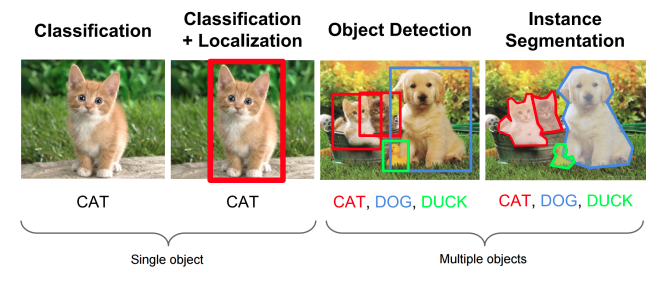 Classification
Classification
+ Localization
Object Detection
Instance
Segmentation
CAT
CAT
CAT, DOG, DUCK
CAT, DOG, DUCK
Single object
Multiple objects